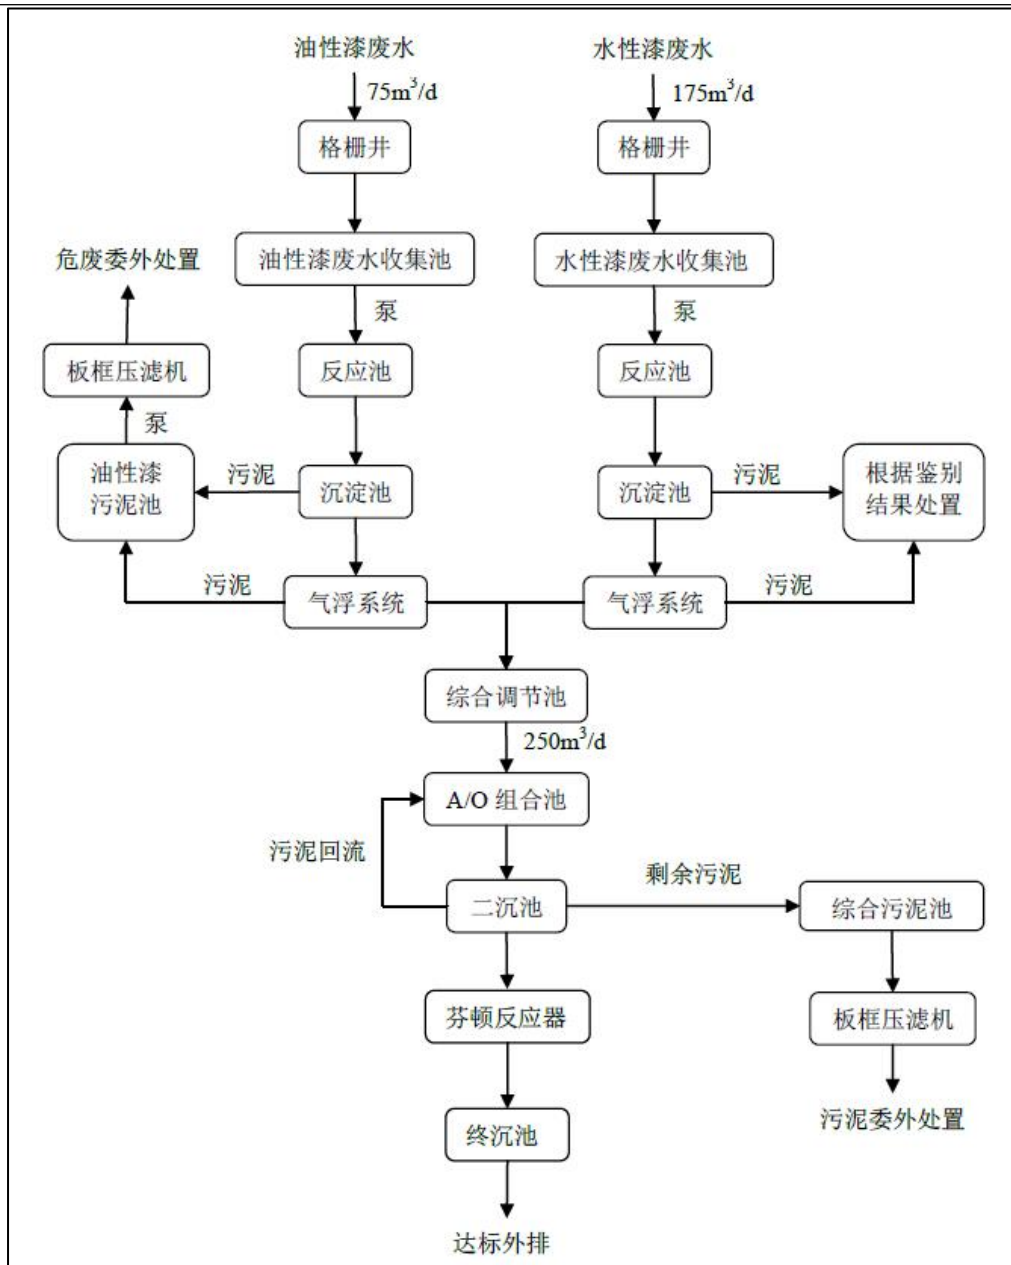 油性漆废水
水性漆废水
75m³/d
175m³/d
格栅井
格栅井
危废委外处置
油性漆废水收集池
水性漆废水收集池
泵
泵
板框压滤机
反应池
反应池
泵
油性漆
污泥池
污泥
沉淀池
沉淀池
污泥
根据鉴别
结果处置
污泥
气浮系统
气浮系统
污泥
综合调节池
250m³/d
A/O 组合池
污泥回流
二沉池
剩余污泥
综合污泥池
芬顿反应器
板框压滤机
终沉池
污泥委外处置
达标外排